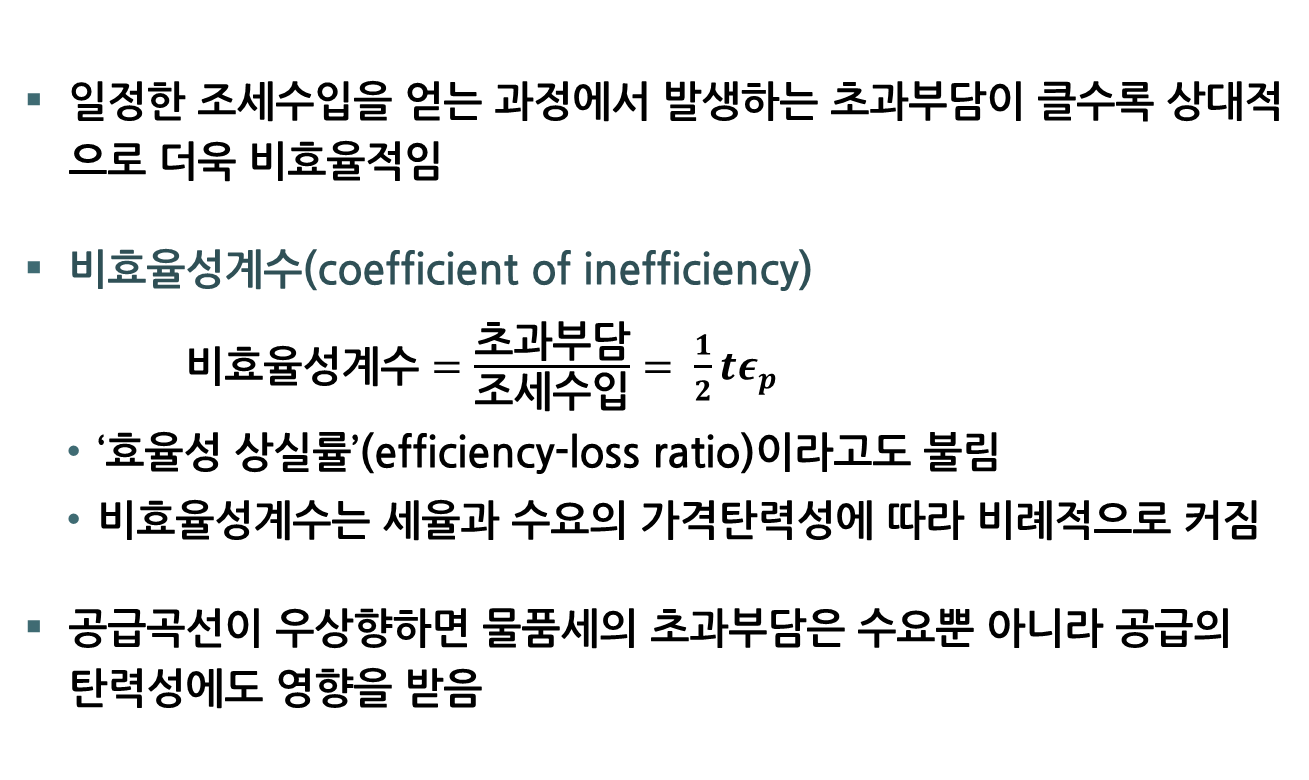 ▪ 일정한 조세수입을 얻는 과정에서 발생하는 초과부담이 클수록 상대적
으로 더욱 비효율적임
▪ 비효율성계수(coefficient of inefficiency)
비효율성계수 = 초과부담/조세수입 = 1/2 tϵₚ
• ‘효율성 상실률’(efficiency-loss ratio)이라고도 불림
• 비효율성계수는 세율과 수요의 가격탄력성에 따라 비례적으로 커짐
▪ 공급곡선이 우상향하면 물품세의 초과부담은 수요뿐 아니라 공급의
탄력성에도 영향을 받음